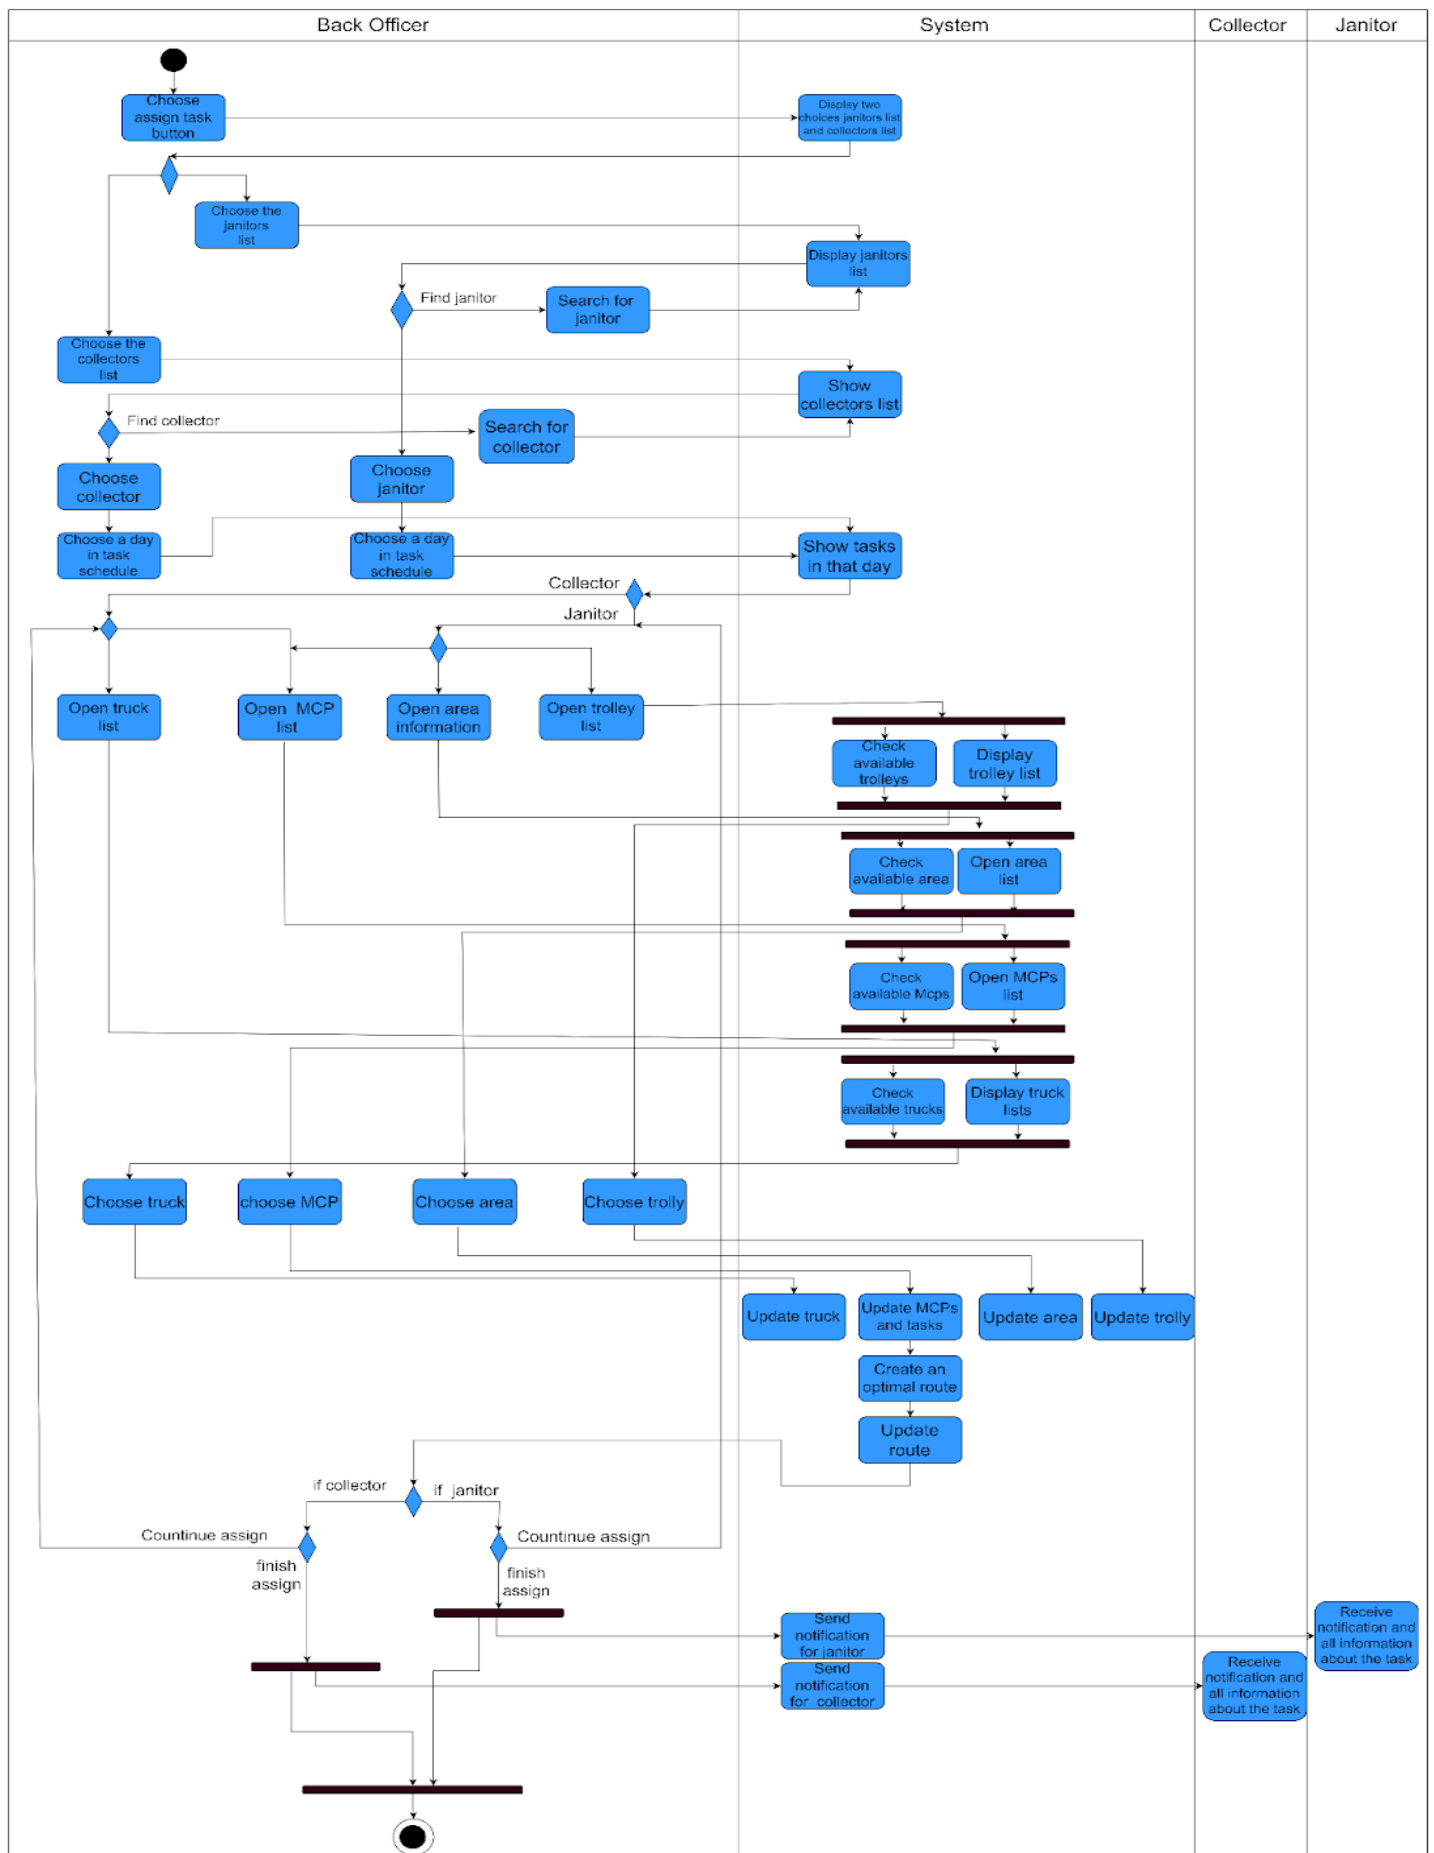 Back Officer
System
Collector
Janitor
Choose
assign task
button
Display two
choices janitors list
and collectors list
Choose the
janitors
list
Display janitors
list
Find janitor
Search for
janitor
Choose the
collectors
list
Show
collectors list
Find collector
Search for
collector
Choose
collector
Choose
janitor
Choose a day
in task
schedule
Choose a day
in task
schedule
Show tasks
in that day
Collector
Janitor
Open truck
list
Open MCP
list
Open area
information
Open trolley
list
Check
available
trolleys
Display
trolley list
Check
available area
Open area
list
Check
available Mcps
Open MCPs
list
Check
available trucks
Display truck
lists
Choose truck
choose MCP
Choose area
Choose trolly
Update truck
Update MCPs
and tasks
Update area
Update trolly
Create an
optimal route
Update
route
if collector
if janitor
Countinue assign
Countinue assign
finish
assign
finish
assign
Send
notification
for janitor
Receive
notification and
all information
about the task
Send
notification
for collector
Receive
notification and
all information
about the task